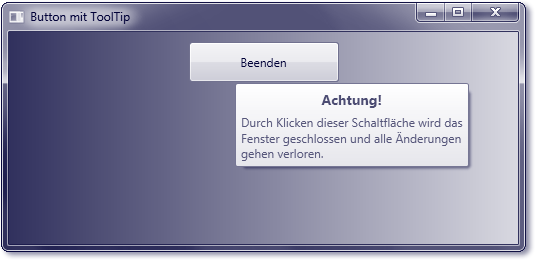 Button mit ToolTip
Beenden
Achtung!
Durch Klicken dieser Schaltfläche wird das
Fenster geschlossen und alle Änderungen
gehen verloren.